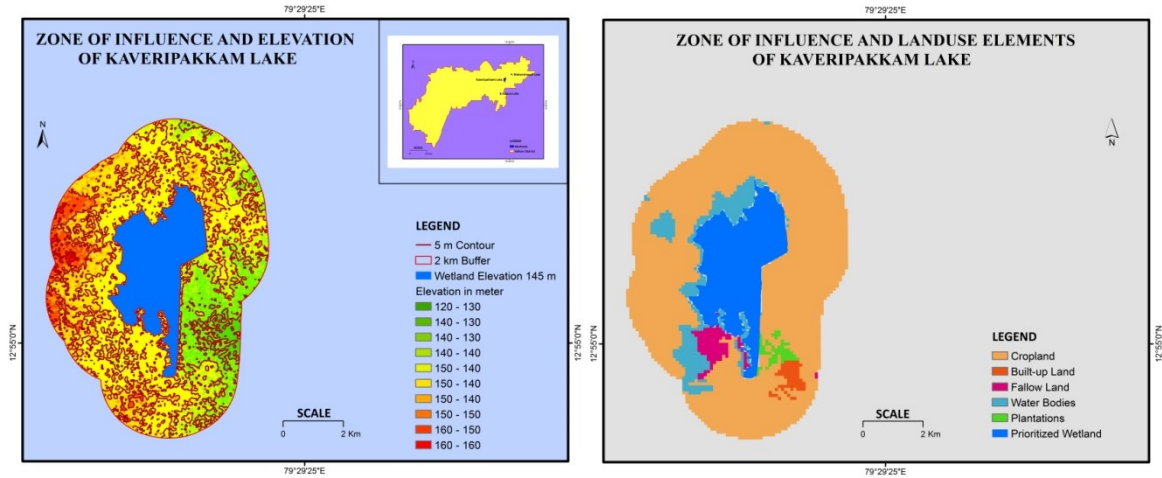 79°29'25"E
ZONE OF INFLUENCE AND ELEVATION
OF KAVERIPAKKAM LAKE
N
LEGEND
5 m Contour
2 km Buffer
Wetland Elevation 145 m
Elevation in meter
120 - 130
140 - 130
140 - 130
140 - 140
150 - 140
150 - 140
150 - 140
150 - 150
160 - 150
160 - 160
SCALE
0 2 Km
12°55'0"N
12°55'0"N
79°29'25"E
79°29'25"E
ZONE OF INFLUENCE AND LANDUSE ELEMENTS
OF KAVERIPAKKAM LAKE
N
LEGEND
Cropland
Built-up Land
Fallow Land
Water Bodies
Plantations
Prioritized Wetland
SCALE
0 2 Km
12°55'0"N
12°55'0"N
79°29'25"E